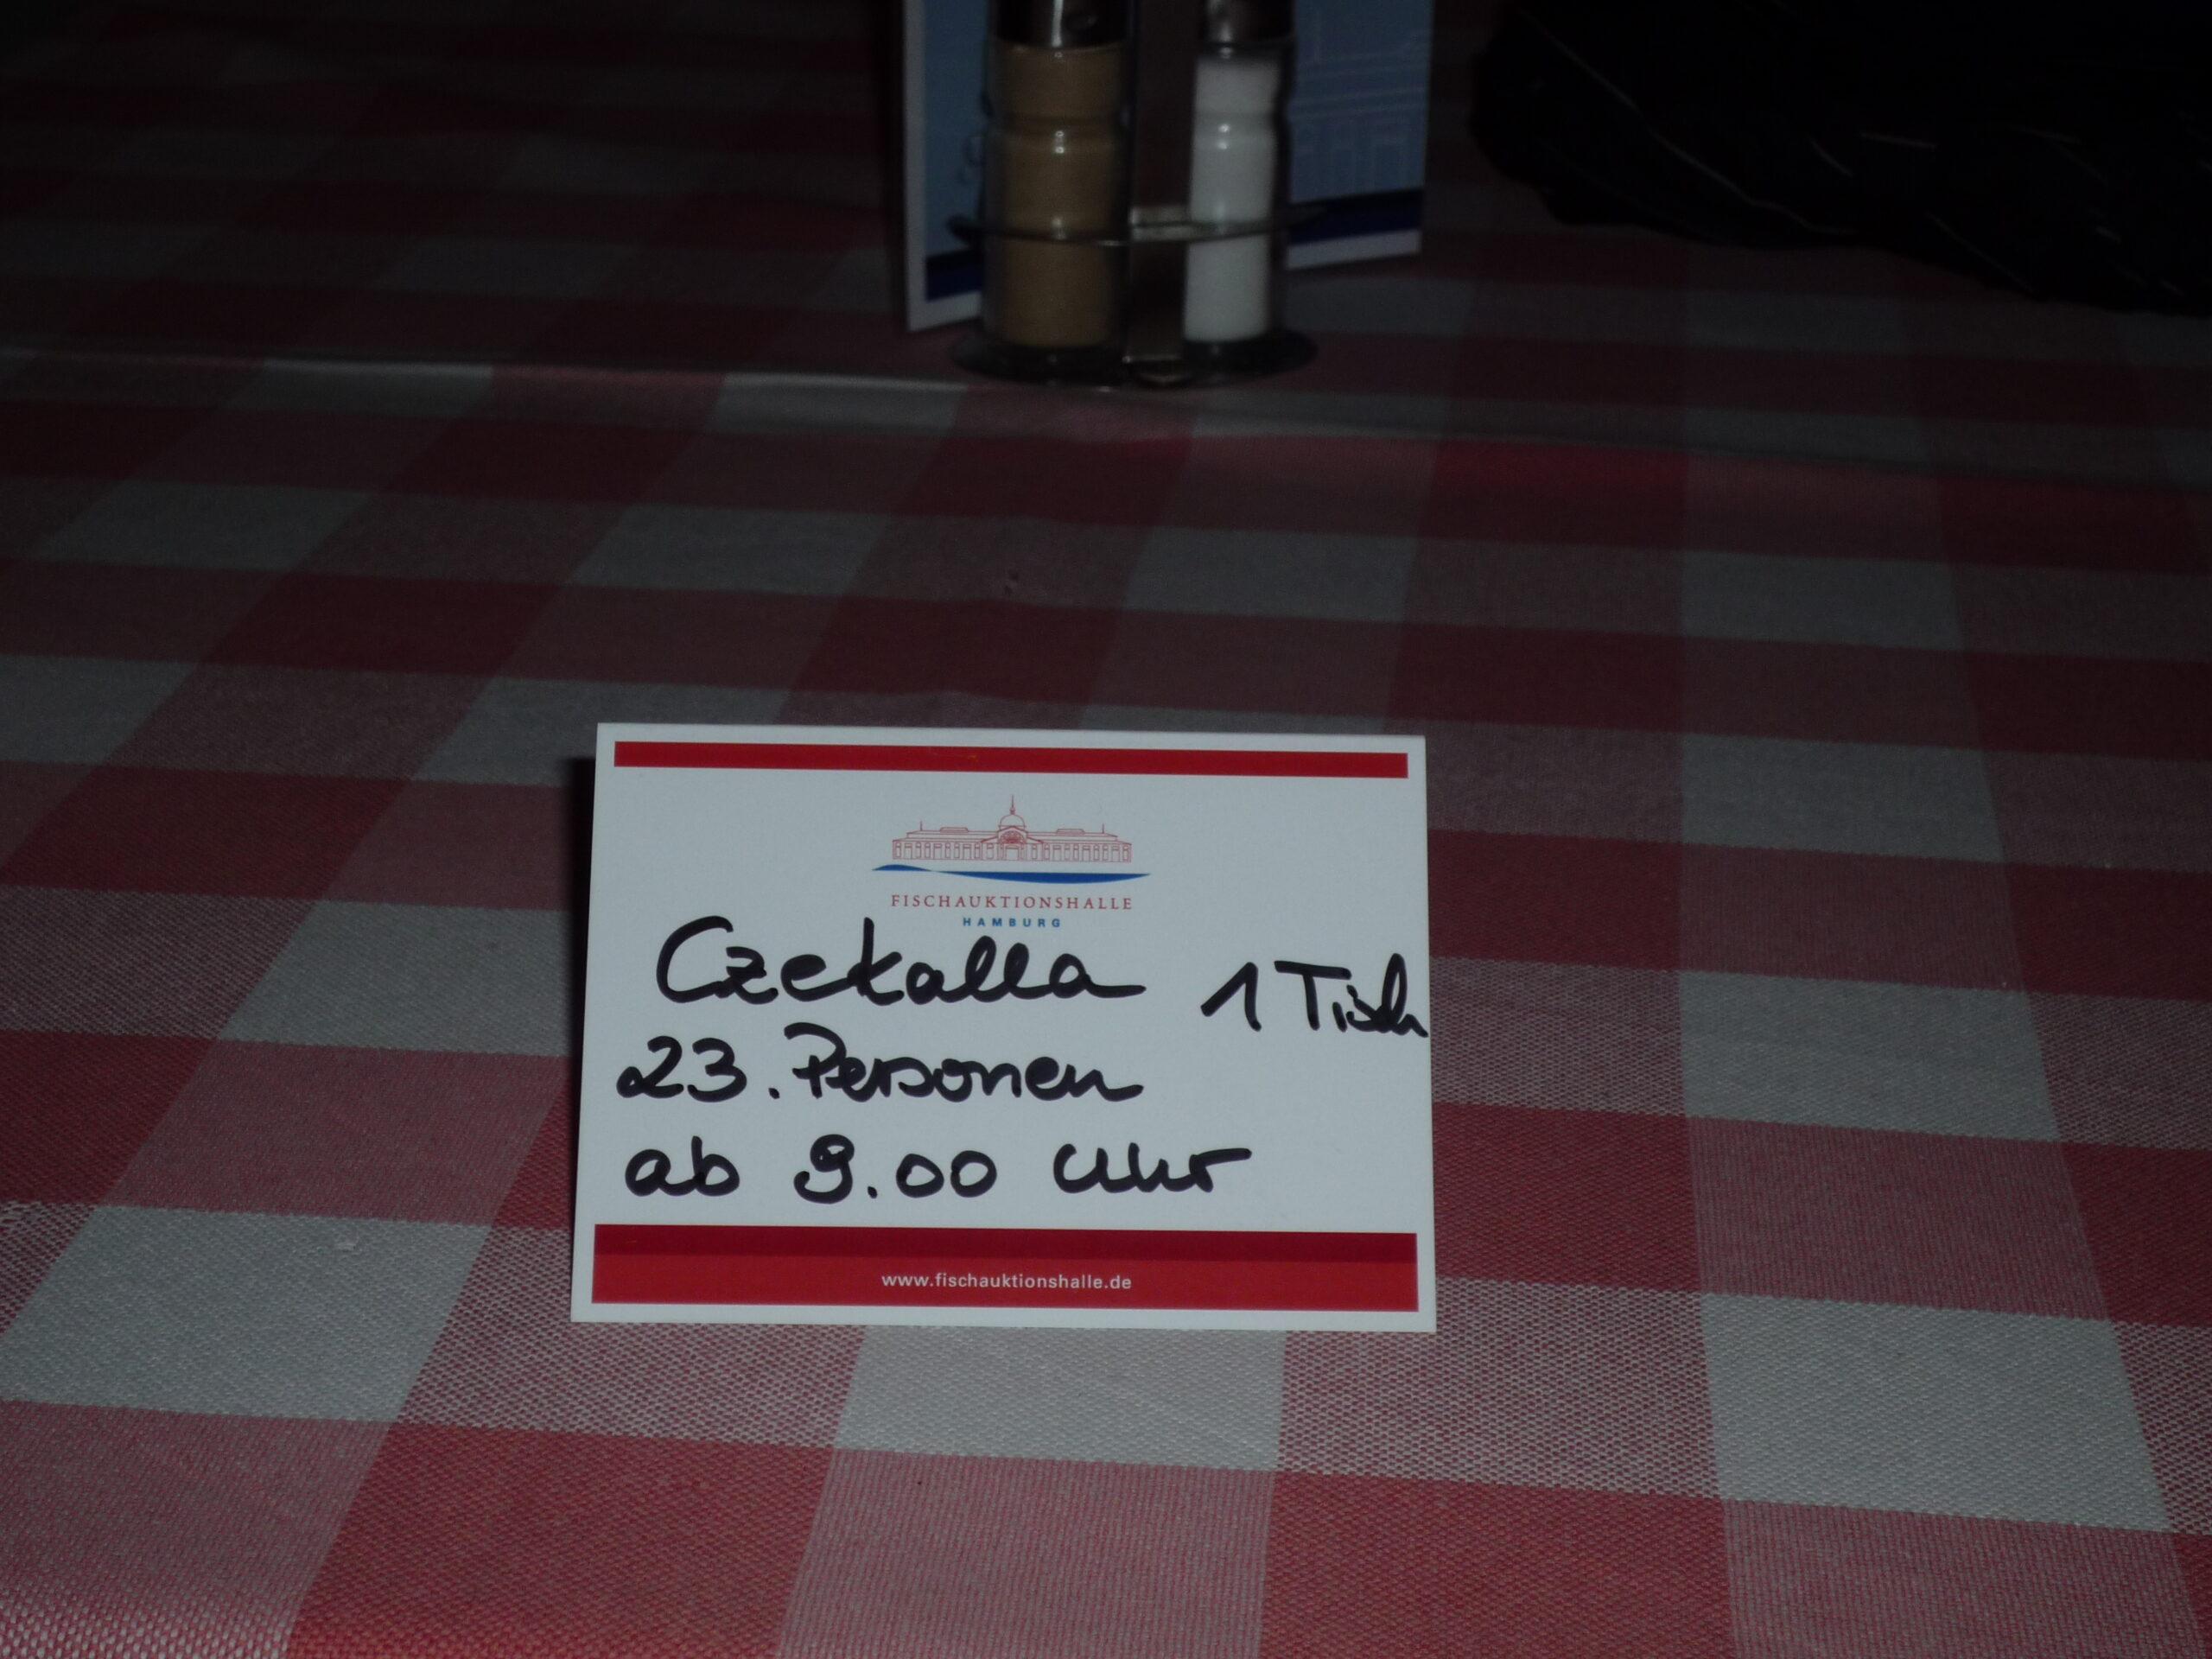 FISCHAUKTIONSHALLE
HAMBURG
Czekalla 1 Tisch
23. Personen
ab 9.00 Uhr
www.fischauktionshalle.de